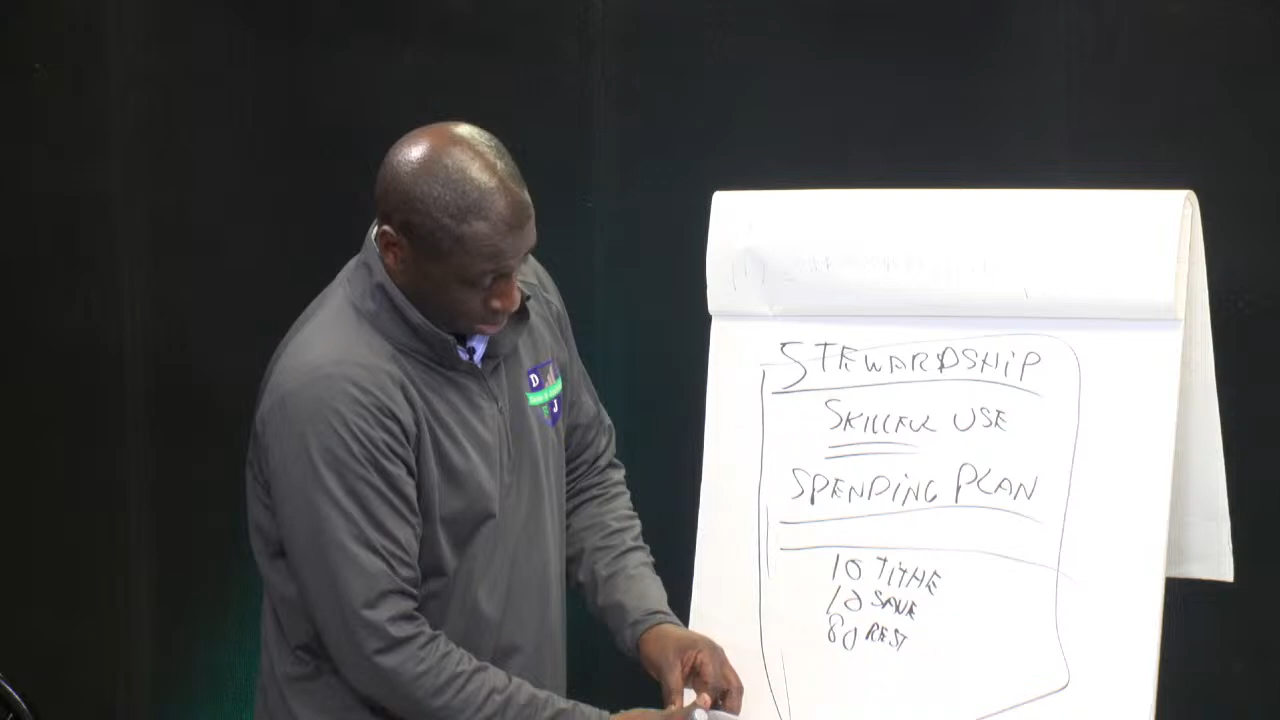 STEWARDSHIP
SKILLFUL USE
SPENDING PLAN
10 TITHE
10 SAVE
80 REST
D
J